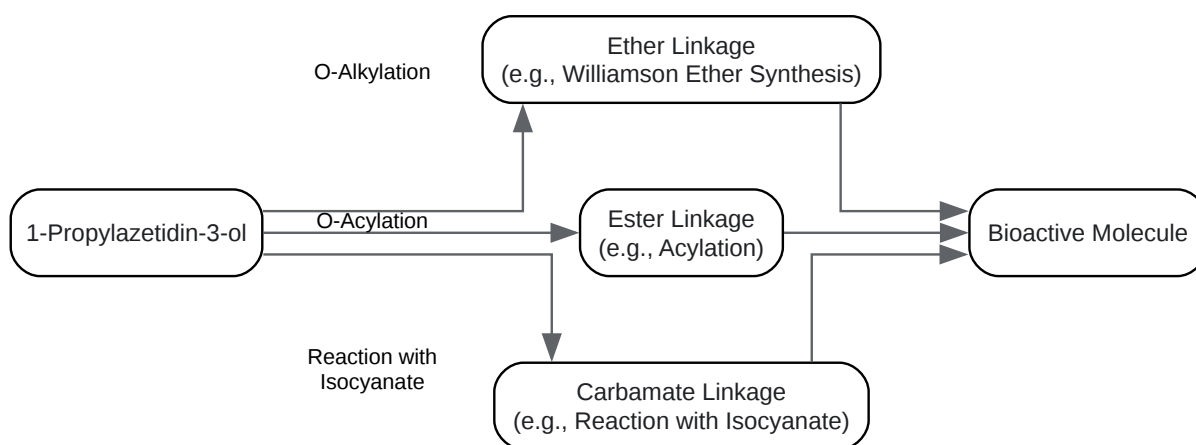 Ether Linkage
(e.g., Williamson Ether Synthesis)
O-Alkylation
1-Propylazetidin-3-ol
O-Acylation
Ester Linkage
(e.g., Acylation)
Bioactive Molecule
Reaction with
Isocyanate
Carbamate Linkage
(e.g., Reaction with Isocyanate)